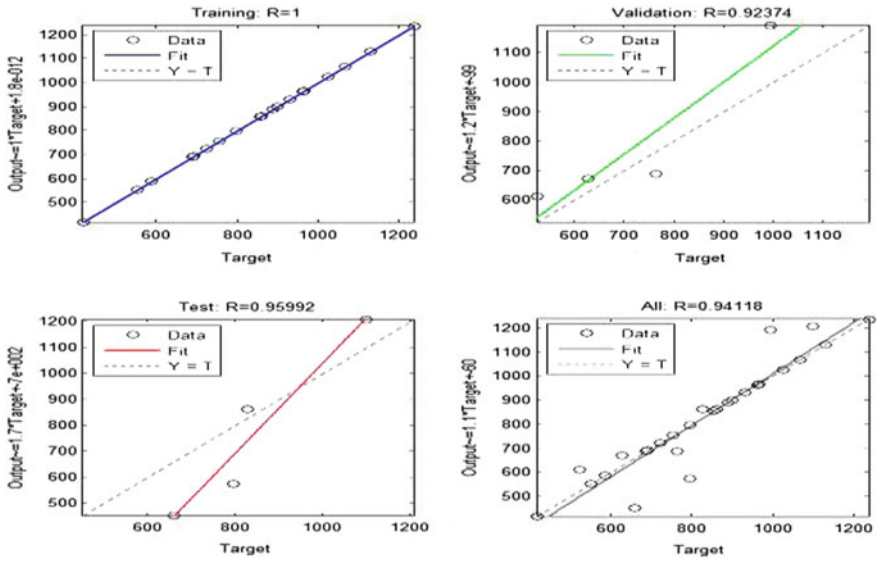 Training: R=1
Output~=1*Target+1.8e-012
1200
1100
1000
900
800
700
600
500
Data
Fit
Y = T
600
800
1000
1200
Target
Validation: R=0.92374
Output~=1.2*Target+-99
1100
1000
900
800
700
600
Data
Fit
Y = T
600
700
800
900
1000
1100
Target
Test: R=0.95992
Output~=1.7*Target+-7e+002
1200
1100
1000
900
800
700
600
500
Data
Fit
Y = T
600
800
1000
1200
Target
All: R=0.94118
Output~=1.1*Target+-60
1200
1100
1000
900
800
700
600
500
Data
Fit
Y = T
600
800
1000
1200
Target